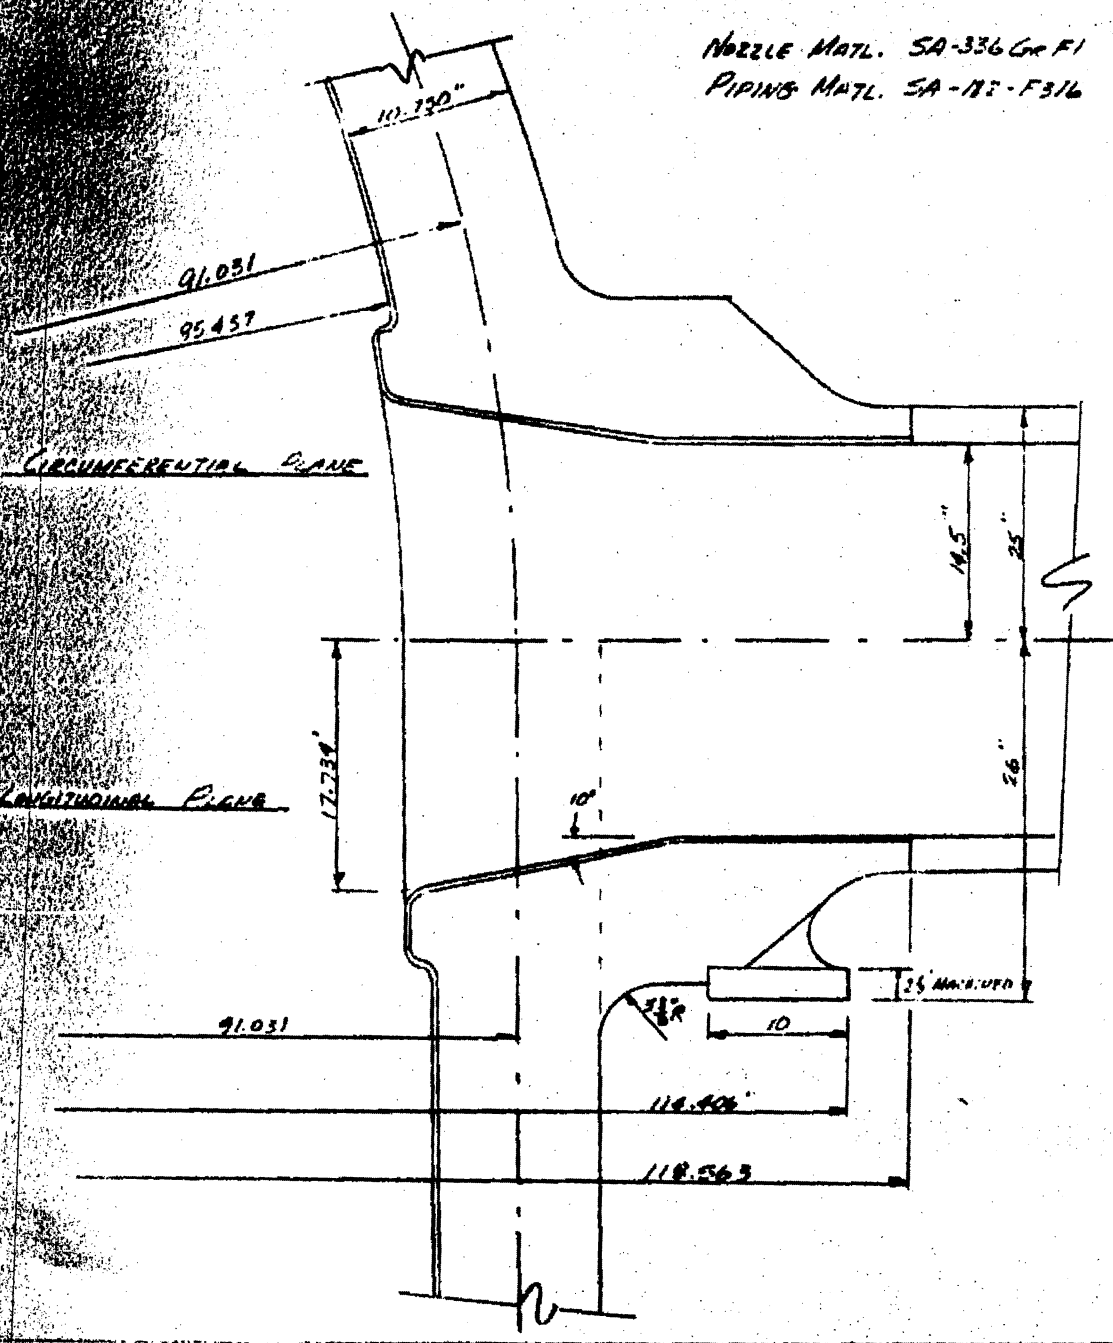 NOZZLE MATL. SA-336 Gr F1
PIPING MATL. SA-182-F316
10.750"
91.031
95.437
CIRCUMFERENTIAL PLANE
14.5"
25"
17.734"
26"
LONGITUDINAL PLANE
10°
R
10
91.031
114.406"
118.563